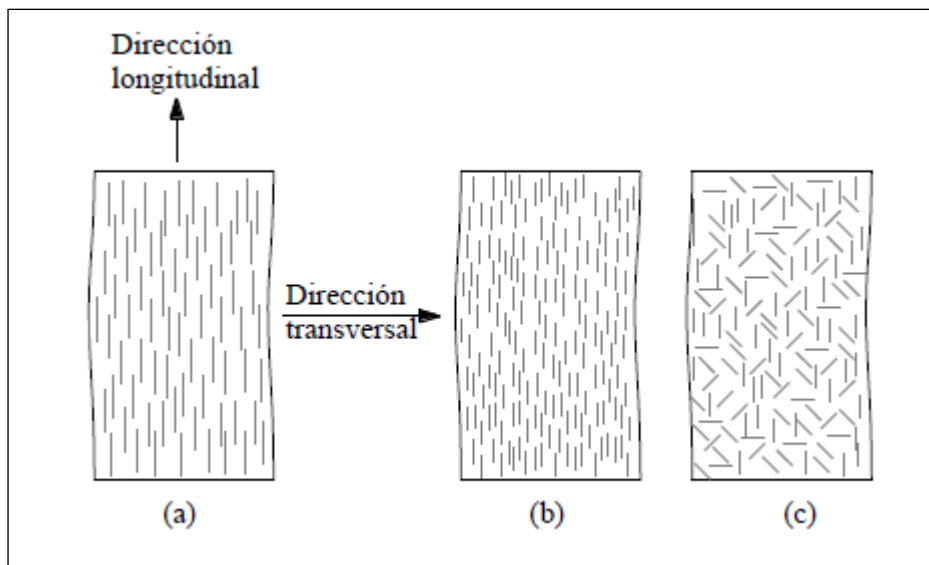 Dirección
longitudinal
Dirección
transversal
(a)
(b)
(c)